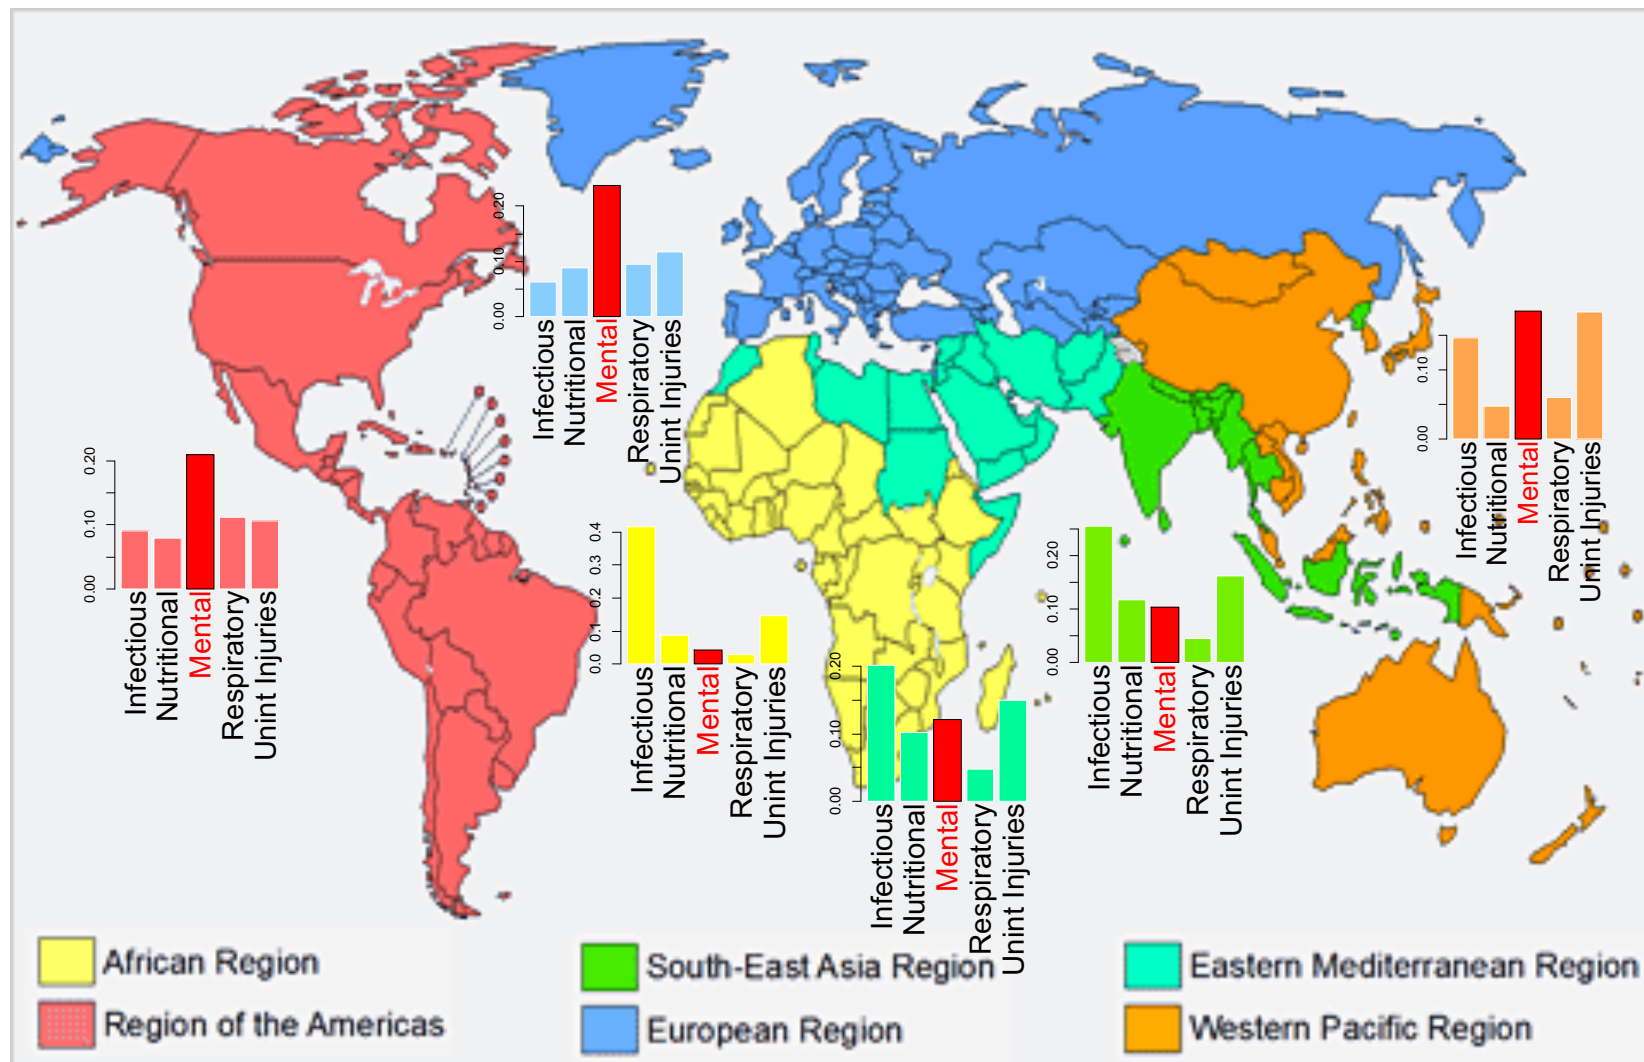 0.00
0.10
0.20
Infectious
Nutritional
Mental
Respiratory
Unint Injuries
0.00
0.10
0.20
Infectious
Nutritional
Mental
Respiratory
Unint Injuries
0.0
0.1
0.2
0.3
0.4
Infectious
Nutritional
Mental
Respiratory
Unint Injuries
0.00
0.10
0.20
Infectious
Nutritional
Mental
Respiratory
Unint Injuries
0.00
0.10
0.20
Infectious
Nutritional
Mental
Respiratory
Unint Injuries
0.00
0.10
Infectious
Nutritional
Mental
Respiratory
Unint Injuries
African Region
South-East Asia Region
Eastern Mediterranean Region
Region of the Americas
European Region
Western Pacific Region